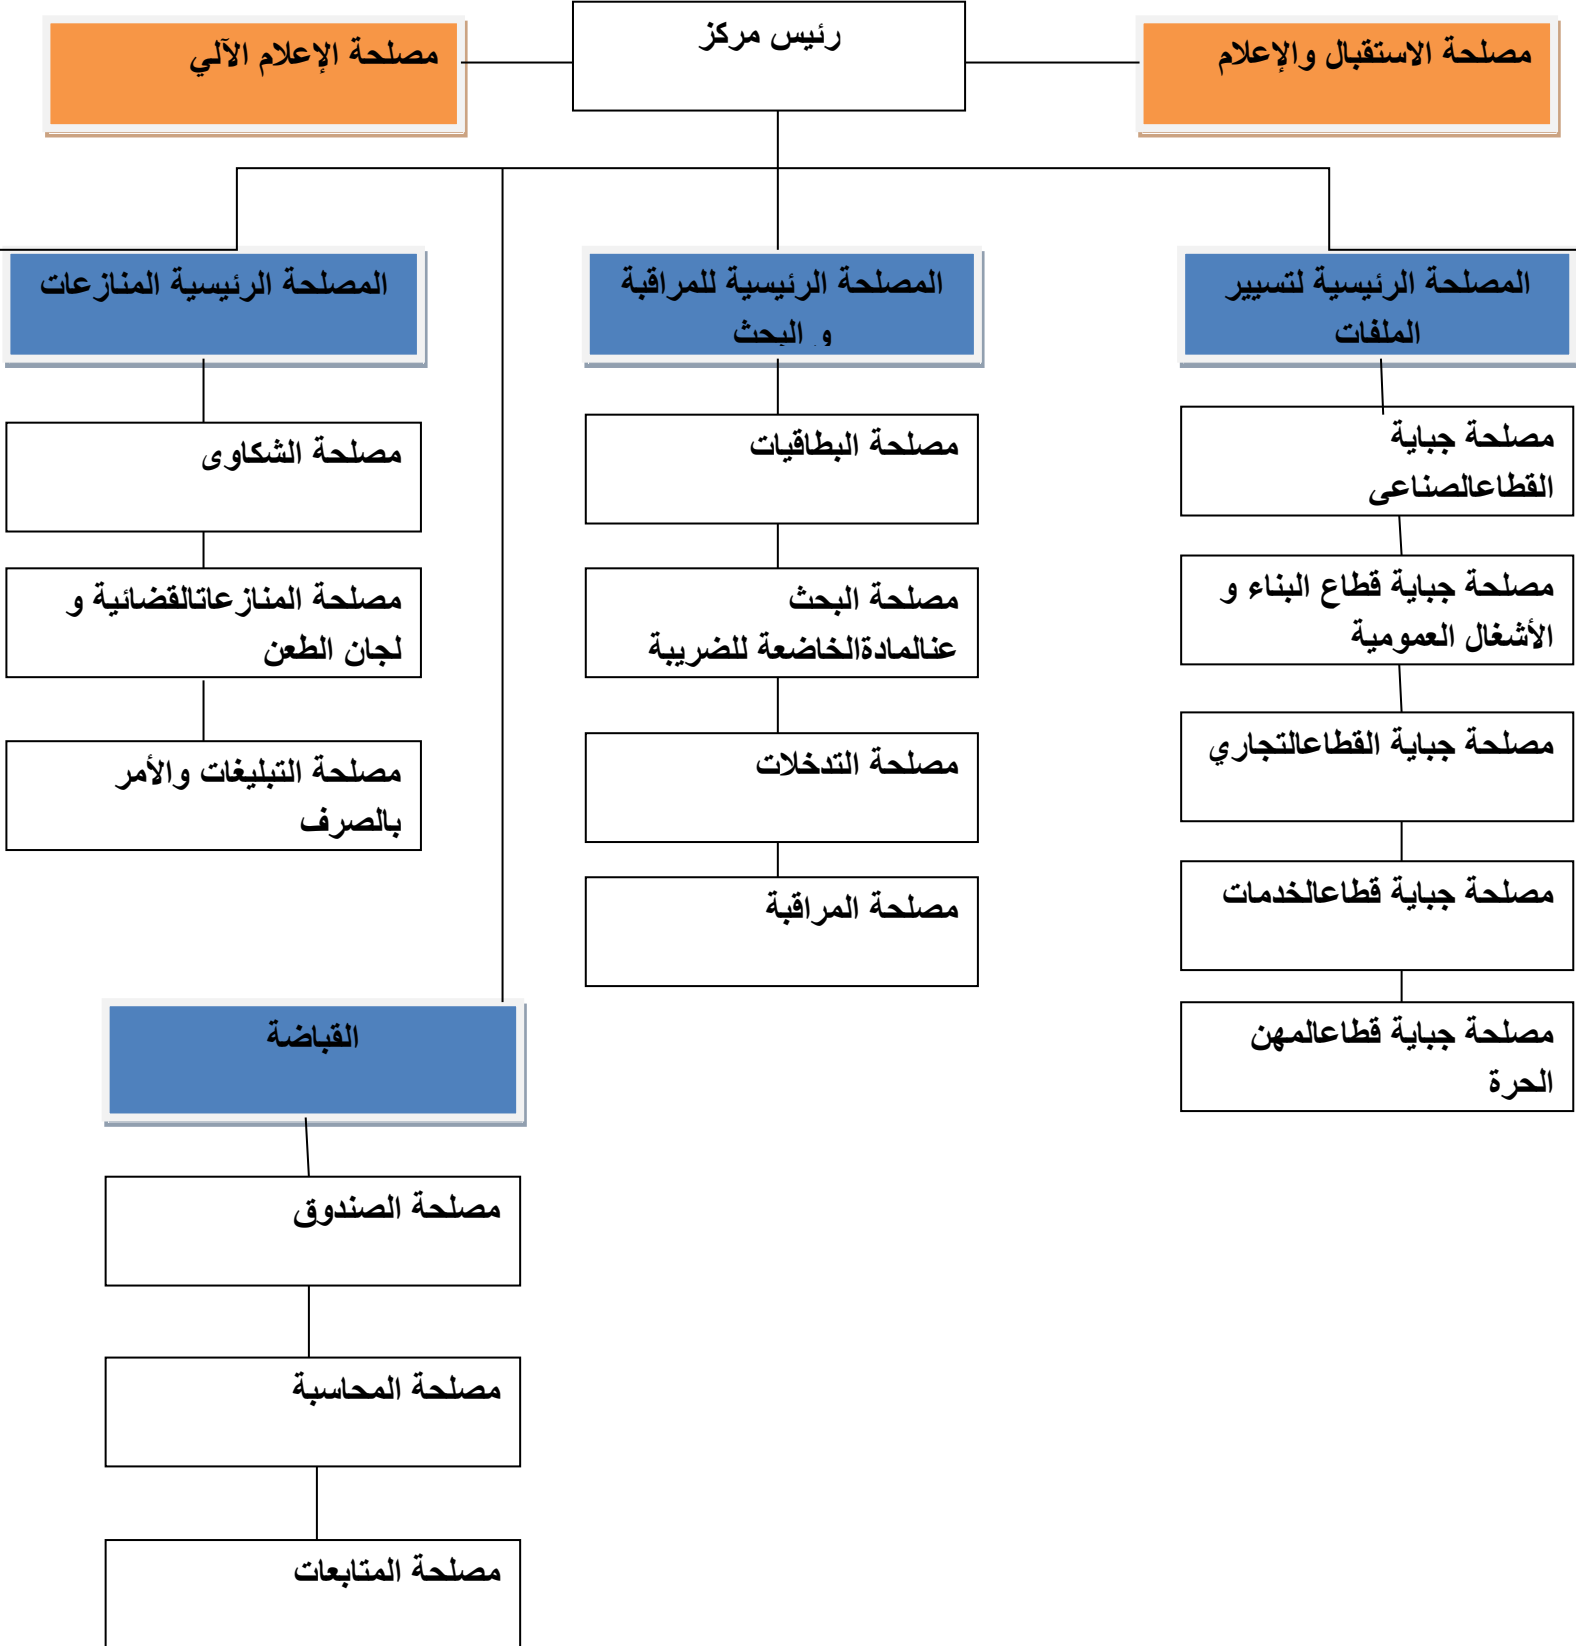 رئيس مركز
مصلحة الاستقبال والإعلام
مصلحة الإعلام الآلي
المصلحة الرئيسية لتسيير
الملفات
مصلحة جباية
القطاعالصناعى
مصلحة جباية قطاع البناء و
الأشغال العمومية
مصلحة جباية القطاعالتجاري
مصلحة جباية قطاعالخدمات
مصلحة جباية قطاعالمهن
الحرة
المصلحة الرئيسية للمراقبة
و البحث
مصلحة البطاقيات
مصلحة البحث
عنالمادةالخاضعة للضريبة
مصلحة التدخلات
مصلحة المراقبة
المصلحة الرئيسية المنازعات
مصلحة الشكاوى
مصلحة المنازعاتالقضائية و
لجان الطعن
مصلحة التبليغات والأمر
بالصرف
القباضة
مصلحة الصندوق
مصلحة المحاسبة
مصلحة المتابعات